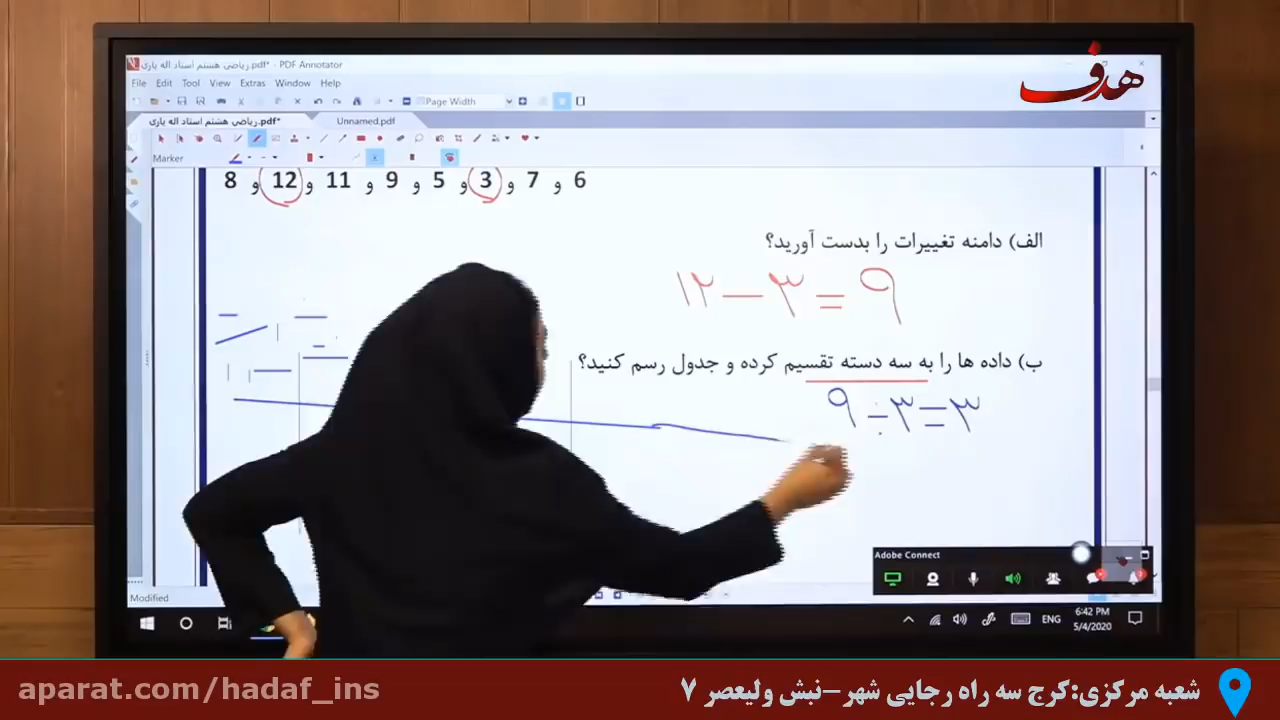 ریاضی هشتم استاد اله یاری.pdf* - PDF Annotator
هدف
File Edit Tool View Extras Window Help
Page Width
ریاضی هشتم استاد اله یاری.pdf* Unnamed.pdf
Marker
8 و 12 و 11 و 9 و 5 و 3 و 7 و 6
الف) دامنه تغییرات را بدست آورید؟
۱۲ − ۳ = ۹
ب) داده ها را به سه دسته تقسیم کرده و جدول رسم کنید؟
۹ ÷ ۳ = ۳
Adobe Connect
Modified
ENG
6:42 PM
5/4/2020
aparat.com/hadaf_ins
شعبه مرکزی:کرج سه راه رجایی شهر-نبش ولیعصر ۷